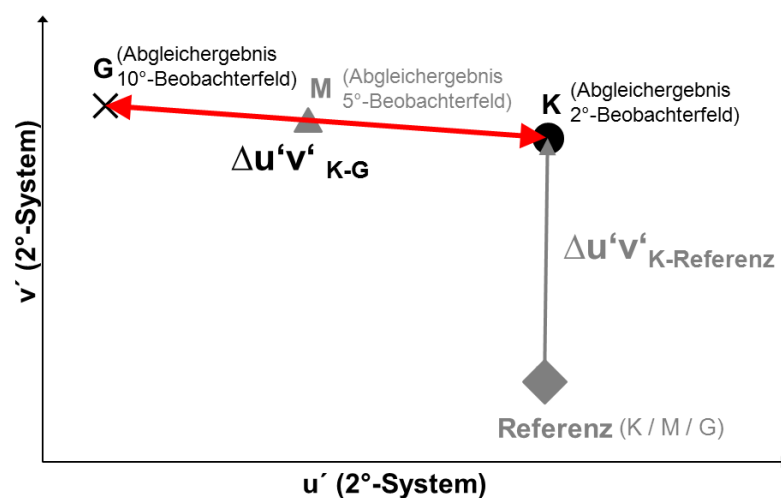 G (Abgleichergebnis
10°-Beobachterfeld)
M (Abgleichergebnis
5°-Beobachterfeld)
K (Abgleichergebnis
2°-Beobachterfeld)
Δu‘v‘ K-G
Δu‘v‘ K-Referenz
Referenz (K / M / G)
v´ (2°-System)
u´ (2°-System)